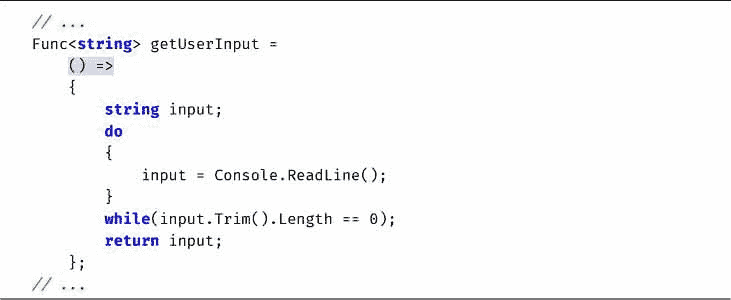 // ...
Func<string> getUserInput =
    () =>
    {
        string input;
        do
        {
            input = Console.ReadLine();
        }
        while(input.Trim().Length == 0);
        return input;
    };
// ...